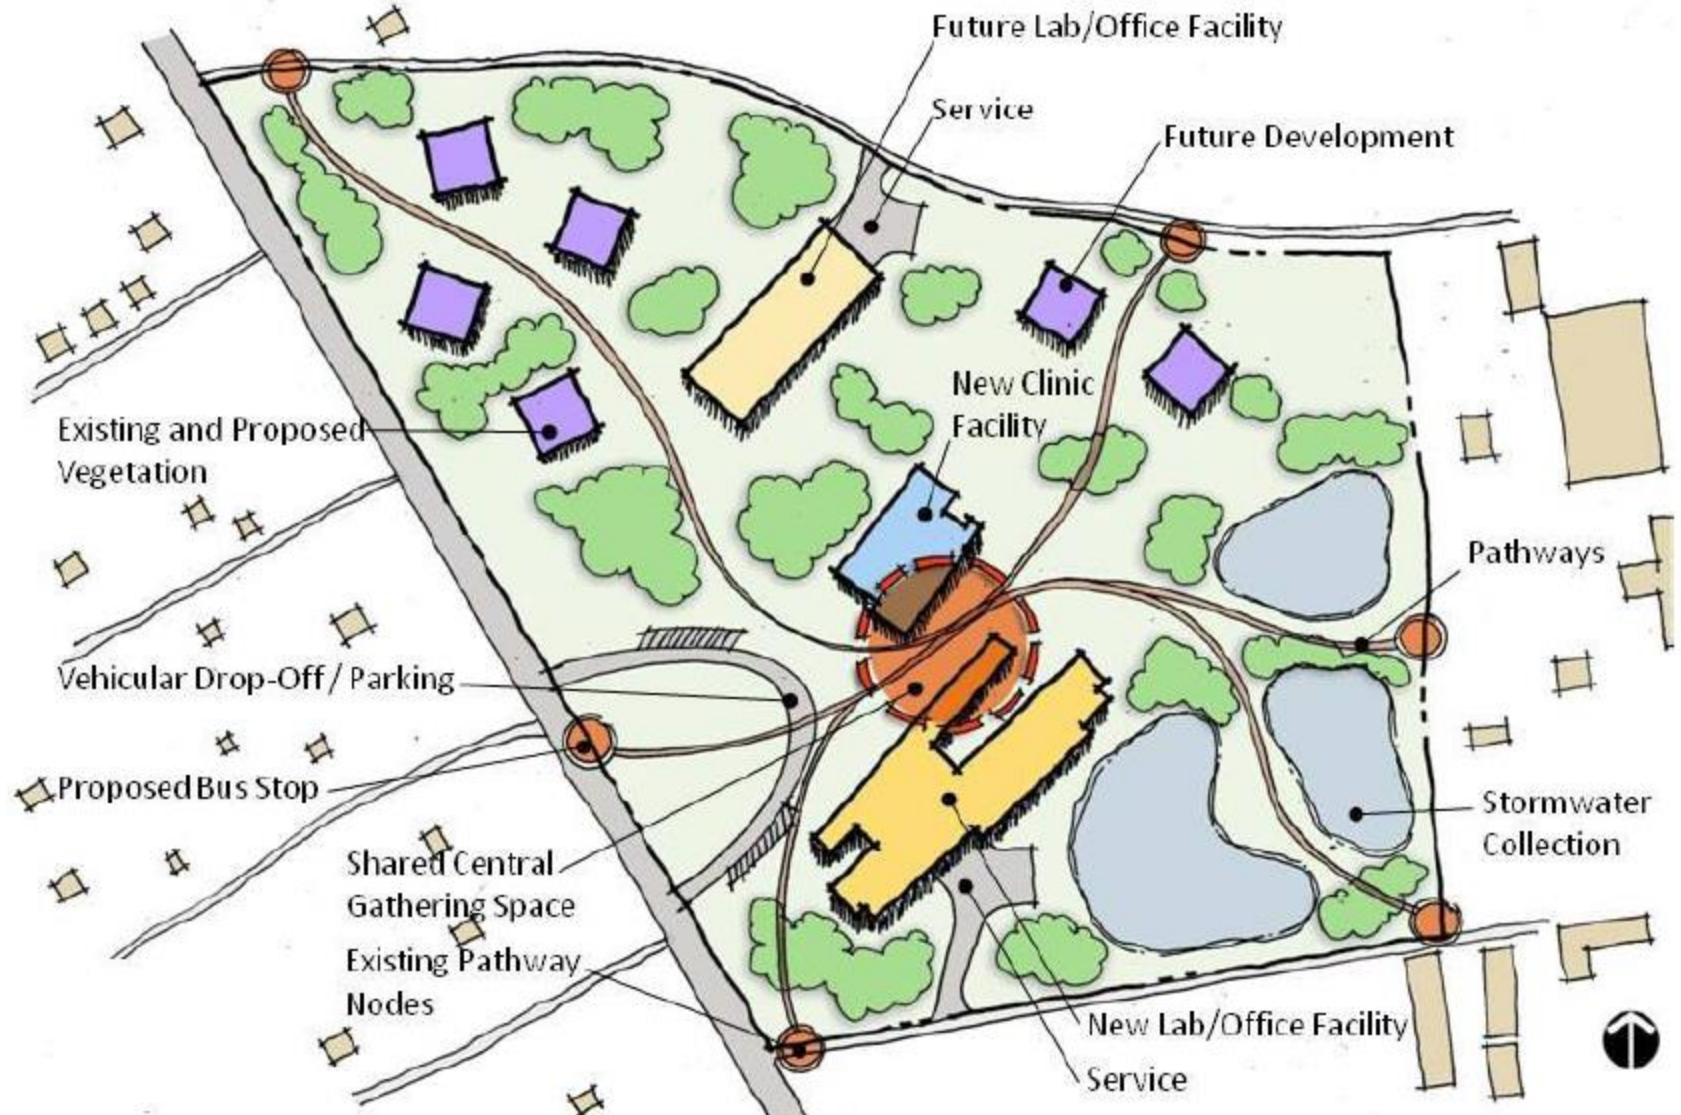 Future Lab/Office Facility
Service
Future Development
New Clinic
Facility
Existing and Proposed
Vegetation
Pathways
Vehicular Drop-Off/ Parking
Proposed Bus Stop
Stormwater
Collection
Shared Central
Gathering Space
Existing Pathway
Nodes
New Lab/Office Facility
Service